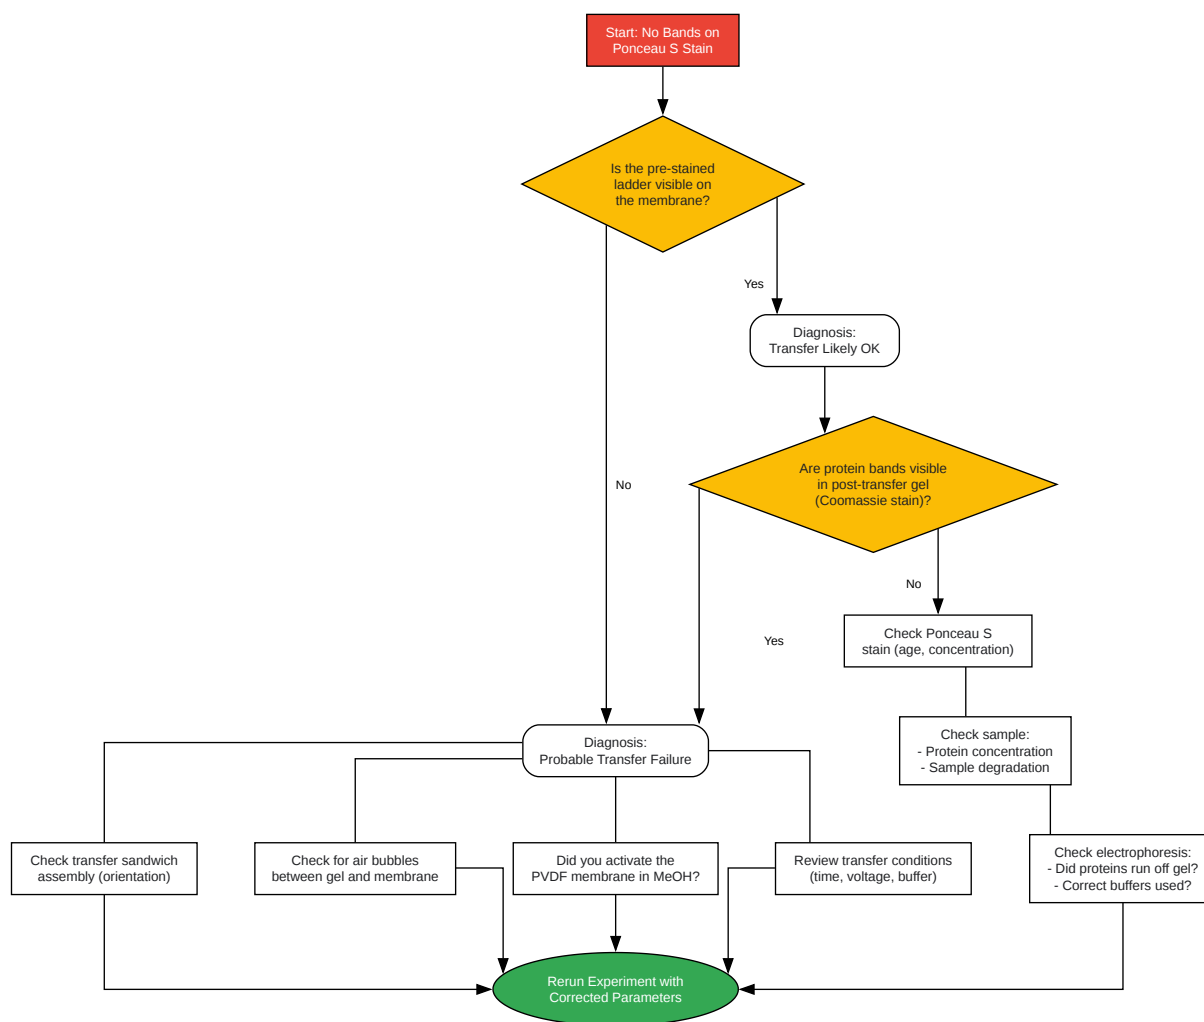 Start: No Bands on
Ponceau S Stain
Is the pre-stained
ladder visible on
the membrane?
Yes
Diagnosis:
Transfer Likely OK
Are protein bands visible
in post-transfer gel
(Coomassie stain)?
No
No
Check Ponceau S
stain (age, concentration)
Yes
Check sample:
- Protein concentration
- Sample degradation
Diagnosis:
Probable Transfer Failure
Check transfer sandwich
assembly (orientation)
Check for air bubbles
between gel and membrane
Did you activate the
PVDF membrane in MeOH?
Review transfer conditions
(time, voltage, buffer)
Check electrophoresis:
- Did proteins run off gel?
- Correct buffers used?
Rerun Experiment with
Corrected Parameters